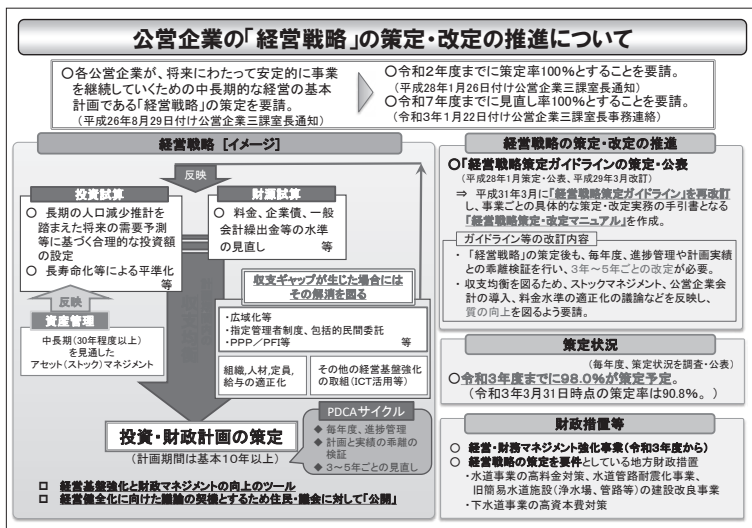 公営企業の「経営戦略」の策定・改定の推進について
○各公営企業が、将来にわたって安定的に事業
を継続していくための中長期的な経営の基本
計画である「経営戦略」の策定を要請。
(平成26年8月29日付け公営企業三課室長通知)
○令和2年度までに策定率100%とすることを要請。
(平成28年1月26日付け公営企業三課室長通知)
○令和7年度までに見直し率100%とすることを要請。
(令和3年1月22日付け公営企業三課室長事務連絡)
経営戦略 [イメージ]
反映
投資試算
○ 長期の人口減少推計を
踏まえた将来の需要予測
等に基づく合理的な投資額
の設定
○ 長寿命化等による平準化
等
財源試算
○ 料金、企業債、一般
会計繰出金等の水準
の見直し 等
反映
資産管理
中長期(30年程度以上)
を見通した
アセット(ストック)マネジメント
収支ギャップが生じた場合には
その解消を図る
・広域化等
・指定管理者制度、包括的民間委託
・PPP/PFI等 等
組織,人材,定員,
給与の適正化
その他の経営基盤強化
の取組(ICT活用等)
投資・財政計画の策定
(計画期間は基本10年以上)
PDCAサイクル
◆ 毎年度、進捗管理
◆ 計画と実績の乖離の
検証
◆ 3~5年ごとの見直し
□ 経営基盤強化と財政マネジメントの向上のツール
□ 経営健全化に向けた議論の契機とするため住民・議会に対して「公開」
経営戦略の策定・改定の推進
○「経営戦略策定ガイドラインの策定・公表
(平成28年1月策定・公表、平成29年3月改訂)
⇒ 平成31年3月に「経営戦略策定ガイドライン」を再改訂
し、事業ごとの具体的な策定・改定実務の手引書となる
「経営戦略策定・改定マニュアル」を作成。
ガイドライン等の改訂内容
・ 「経営戦略」の策定後も、毎年度、進捗管理や計画実績
との乖離検証を行い、3年~5年ごとの改定が必要。
・ 収支均衡を図るため、ストックマネジメント、公営企業会
計の導入、料金水準の適正化の議論などを反映し、
質の向上を図るよう要請。
策定状況
(毎年度、策定状況を調査・公表)
○令和3年度までに98.0%が策定予定。
(令和3年3月31日時点の策定率は90.8%。)
財政措置等
○ 経営・財務マネジメント強化事業(令和3年度から)
○ 経営戦略の策定を要件としている地方財政措置
・水道事業の高料金対策、水道管路耐震化事業、
旧簡易水道施設(浄水場、管路等)の建設改良事業
・下水道事業の高資本費対策